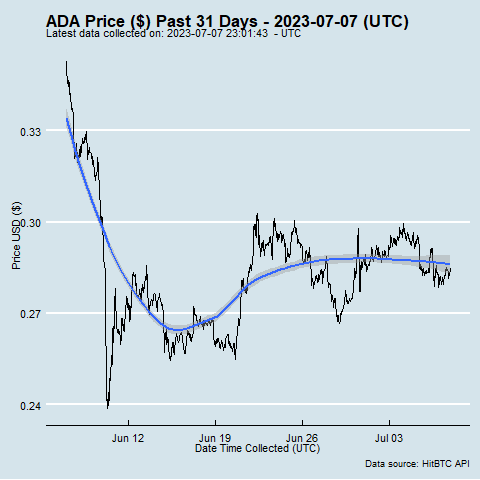 ADA Price ($) Past 31 Days - 2023-07-07 (UTC)
Latest data collected on: 2023-07-07 23:01:43 - UTC
Price USD ($)
0.33
0.30
0.27
0.24
Jun 12
Jun 19
Jun 26
Jul 03
Date Time Collected (UTC)
Data source: HitBTC API